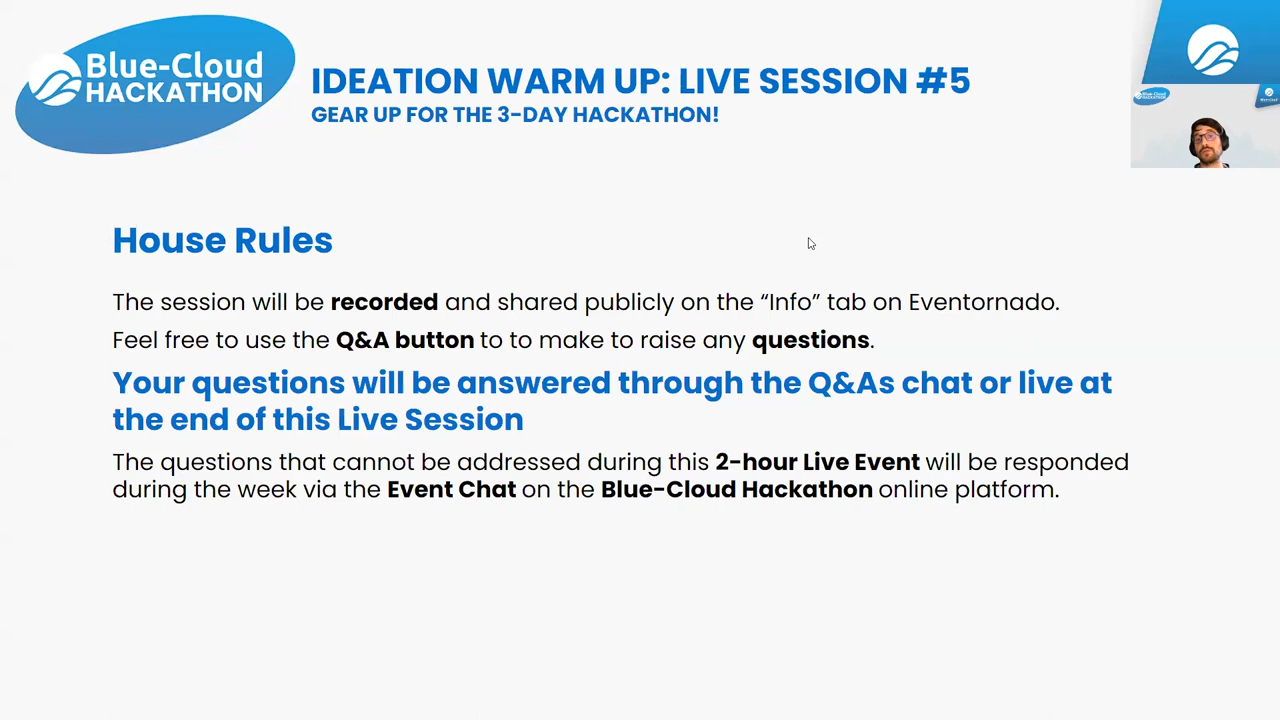 Blue-Cloud
HACKATHON
IDEATION WARM UP: LIVE SESSION #5
GEAR UP FOR THE 3-DAY HACKATHON!
House Rules
The session will be recorded and shared publicly on the “Info” tab on Eventornado.
Feel free to use the Q&A button to to make to raise any questions.
Your questions will be answered through the Q&As chat or live at
the end of this Live Session
The questions that cannot be addressed during this 2-hour Live Event will be responded
during the week via the Event Chat on the Blue-Cloud Hackathon online platform.